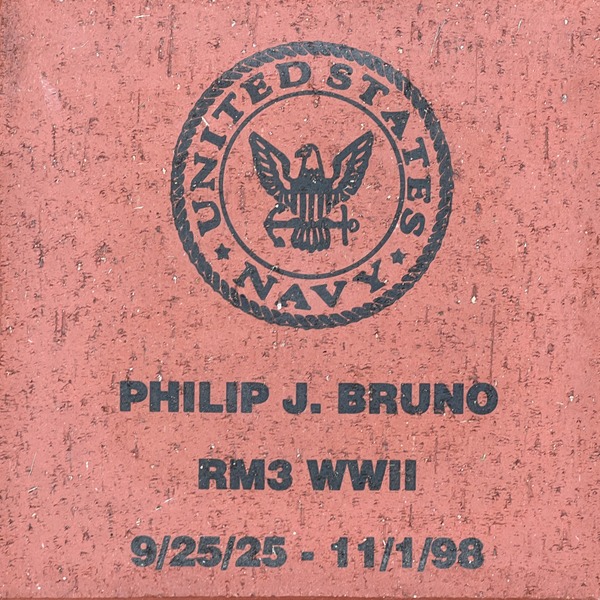 UNITED STATES
NAVY
PHILIP J. BRUNO
RM3 WWII
9/25/25 - 11/1/98